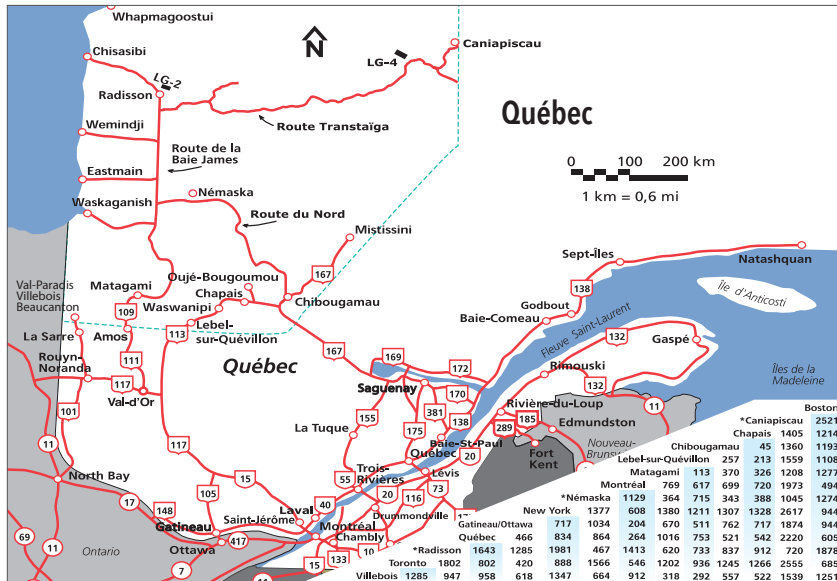 Whapmagoostui
N
Caniapiscau
Chisasibi
LG-2
LG-4
Radisson
Québec
Route Transtaïga
Wemindji
Route de la
Baie James
0 100 200 km
1 km = 0,6 mi
Eastmain
Némaska
Waskaganish
Route du Nord
Mistissini
Sept-Îles
Natashquan
Oujé-Bougoumou
167
Val-Paradis
Villebois
Beaucanton
Matagami
Chapais
138
Île d'Anticosti
109
Waswanipi
Chibougamau
Godbout
Baie-Comeau
La Sarre
Amos
113
Lebel-
sur-Quévillon
Fleuve Saint-Laurent
132
Gaspé
Rouyn-
Noranda
111
Québec
167
169
172
Rimouski
Îles de la
Madeleine
117
Val-d'Or
Saguenay
170
132
101
155
381
138
Rivière-du-Loup
11
La Tuque
175
185
289
Edmundston
Baie-St-Paul
11
117
Québec
20
Fort
Kent
Nouveau-
Lévis
North Bay
15
Trois-
Rivières
55
73
105
20
116
17
148
40
Laval
Drummondville
Gatineau
Saint-Jérôme
Montréal
69
11
Ontario
Ottawa
417
Chambly
133
10
7
15
11
Boston
*Caniapiscau 2521
Chapais 1405 1214
Chibougamau 45 1360 1193
Lebel-sur-Quévillon 257 213 1559 1108
Matagami 113 370 326 1208 1277
Montréal 769 617 699 720 1973 494
*Némaska 1129 364 715 343 388 1045 1274
New York 1377 608 1380 1211 1307 1328 2617 944
Gatineau/Ottawa 717 1034 204 670 511 762 717 1874 944
Québec 466 834 864 264 1016 753 521 542 2220 609
*Radisson 1643 1285 1981 467 1413 620 733 837 912 720 1878
Toronto 1802 802 420 888 1566 546 1202 936 1245 1266 2555 685
Villebois 1285 947 958 618 1347 664 912 318 292 557 522 1539 1255